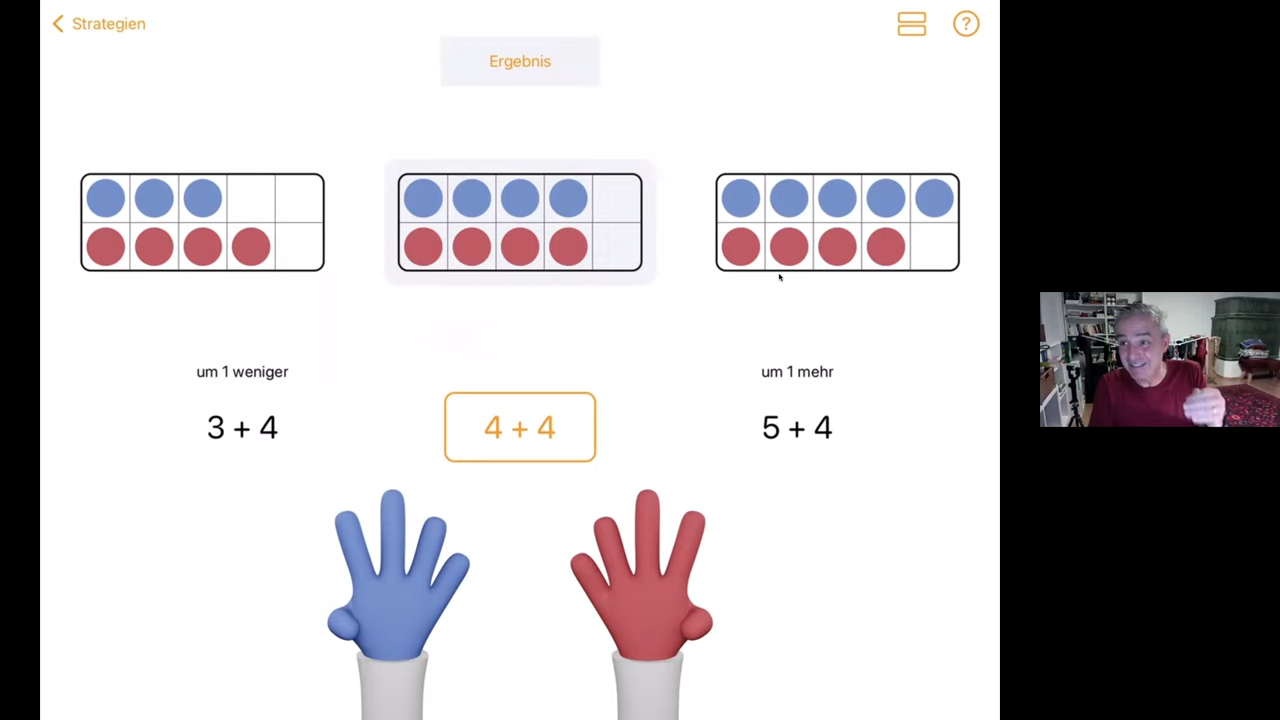 Strategien
?
Ergebnis
um 1 weniger
um 1 mehr
3 + 4
4 + 4
5 + 4